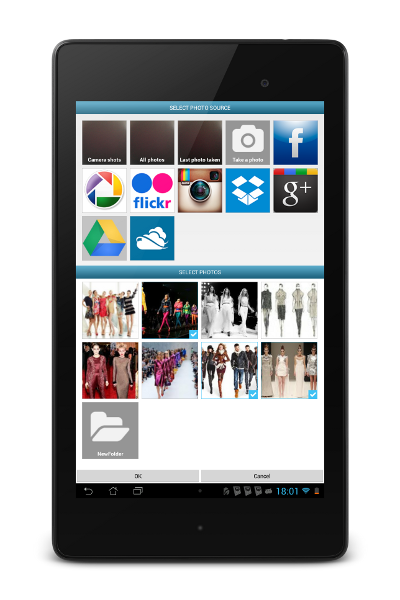 SELECT PHOTO SOURCE
Camera shots
All photos
Last photo taken
Take a photo
f
flickr
g+
SELECT PHOTOS
NewFolder
OK
Cancel
18:01